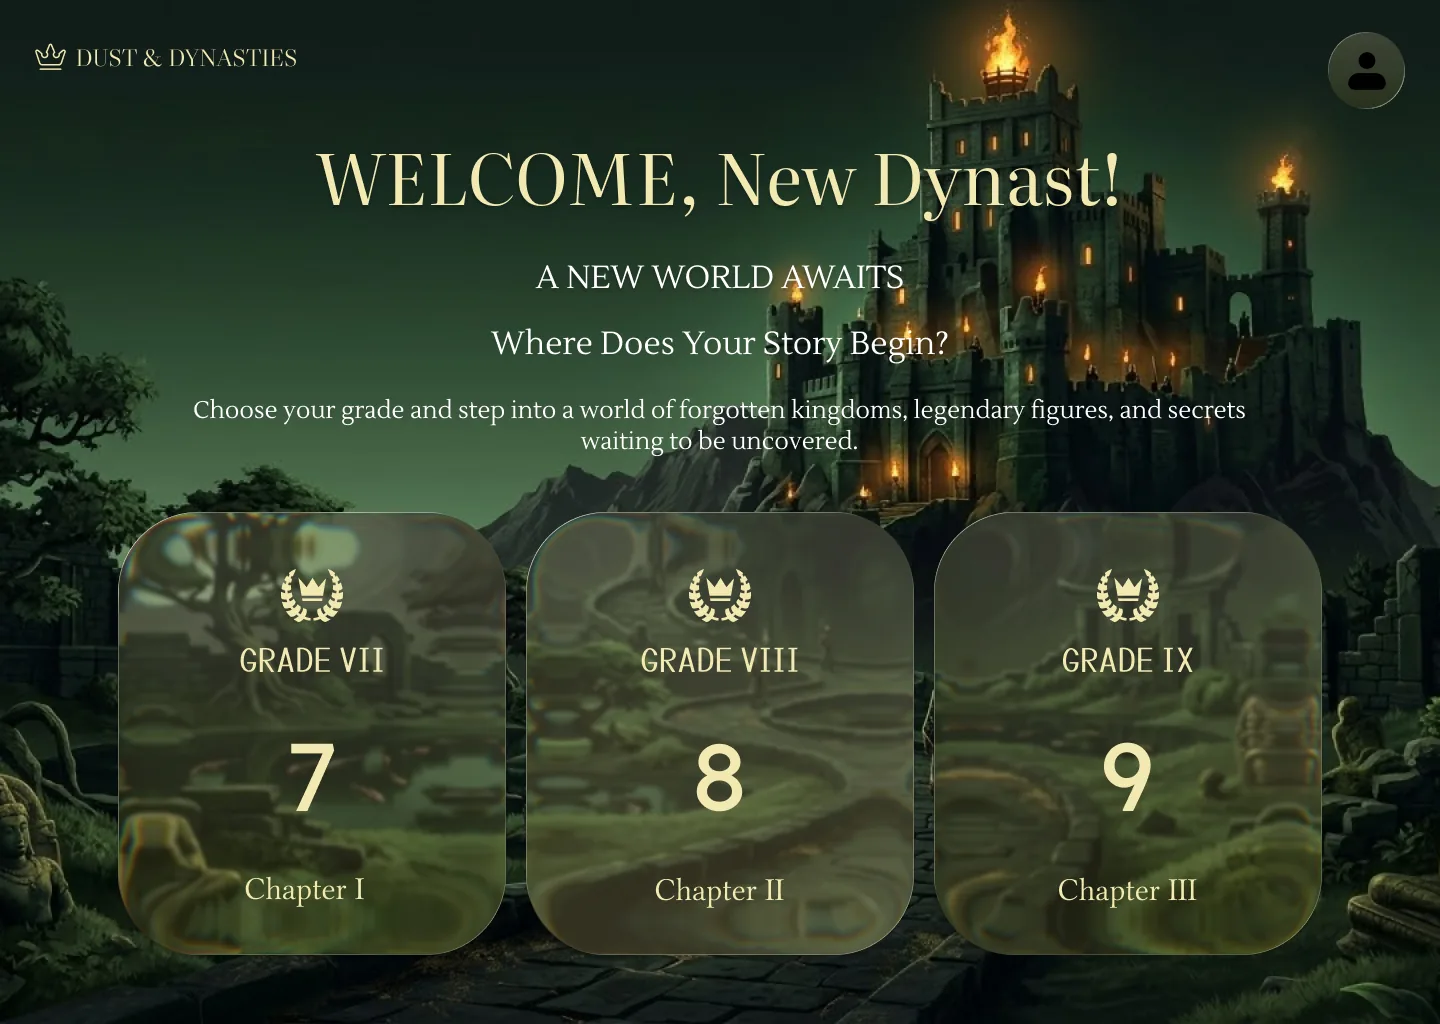 DUST & DYNASTIES
WELCOME, New Dynast!
A NEW WORLD AWAITS
Where Does Your Story Begin?
Choose your grade and step into a world of forgotten kingdoms, legendary figures, and secrets
waiting to be uncovered.
GRADE VII
7
Chapter I
GRADE VIII
8
Chapter II
GRADE IX
9
Chapter III